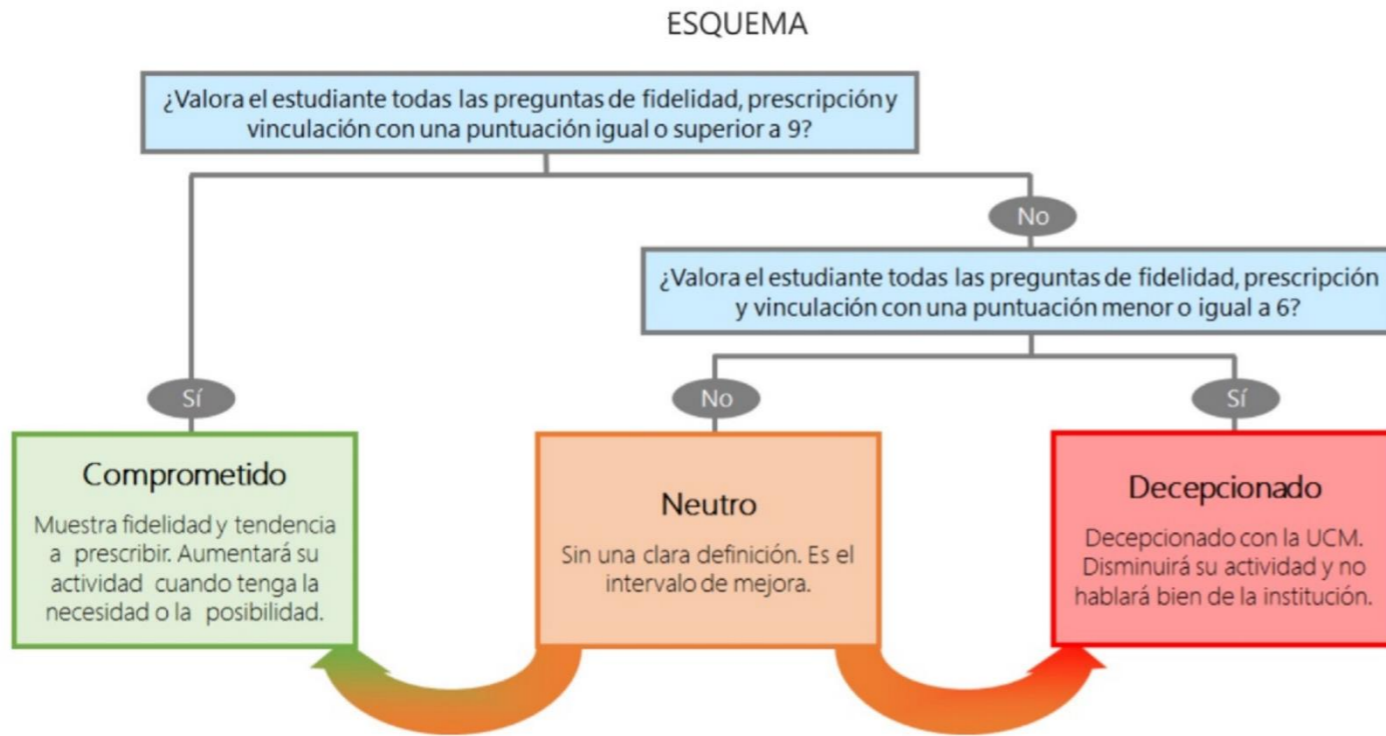 ESQUEMA
¿Valora el estudiante todas las preguntas de fidelidad, prescripción y
vinculación con una puntuación igual o superior a 9?
No
¿Valora el estudiante todas las preguntas de fidelidad, prescripción
y vinculación con una puntuación menor o igual a 6?
Sí
No
Sí
Comprometido
Muestra fidelidad y tendencia
a prescribir. Aumentará su
actividad cuando tenga la
necesidad o la posibilidad.
Neutro
Sin una clara definición. Es el
intervalo de mejora.
Decepcionado
Decepcionado con la UCM.
Disminuirá su actividad y no
hablará bien de la institución.